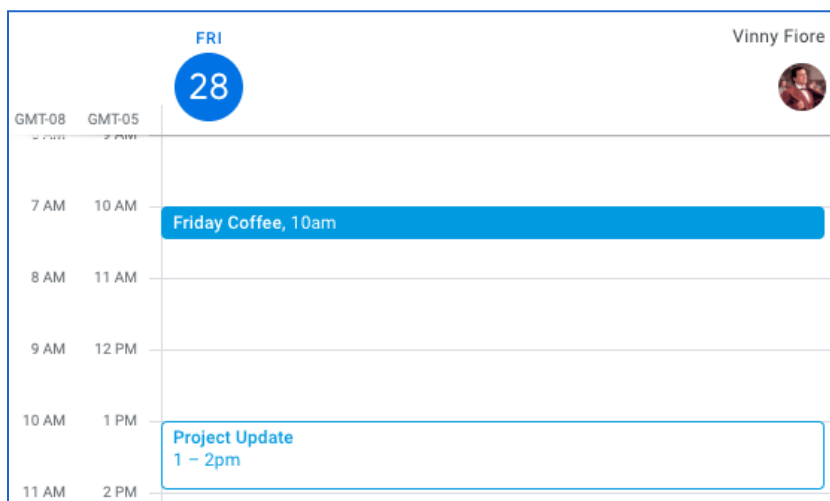 FRI
Vinny Fiore
28
GMT-08 GMT-05
7 AM 10 AM
Friday Coffee, 10am
8 AM 11 AM
9 AM 12 PM
10 AM 1 PM
Project Update
1 – 2pm
11 AM 2 PM